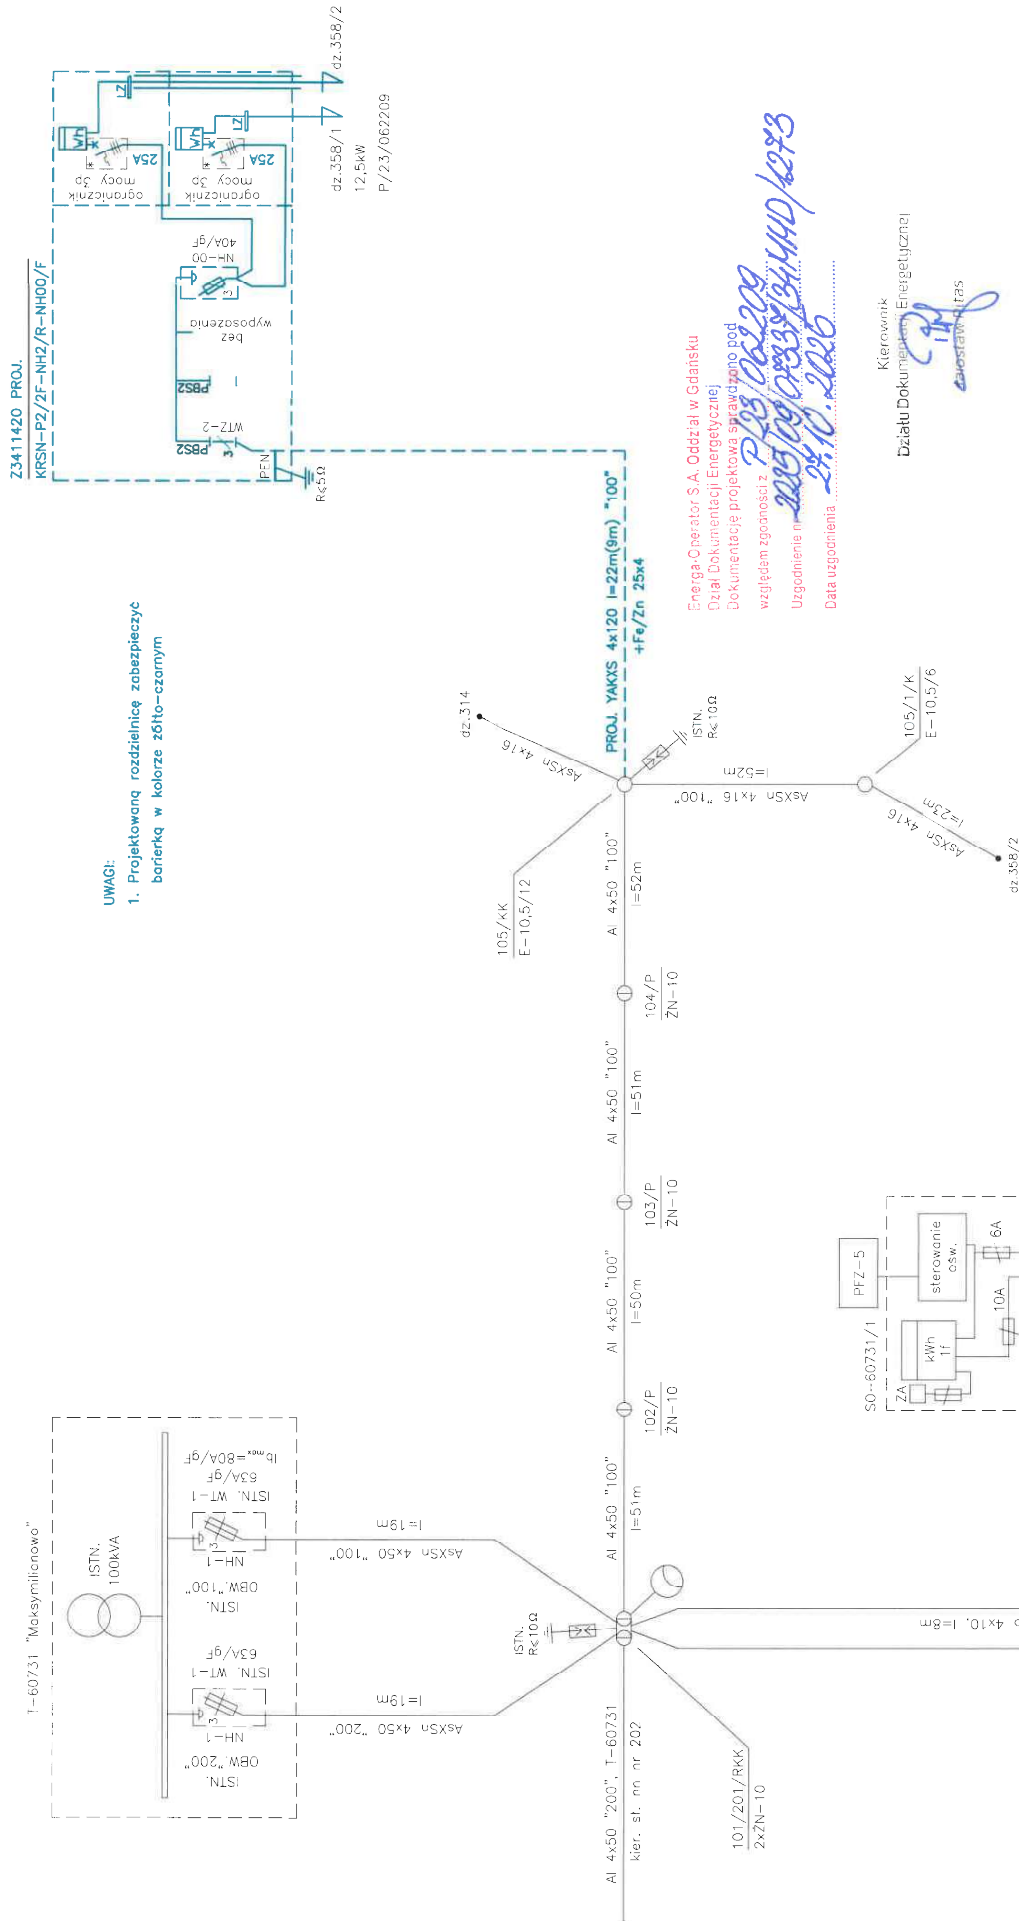 Z3411420 PROJ.
KRSN-P2/2F-NH2/R-NH00/F
Wh
LZ
25A
ogranicznik
mocy 3p
*
Wh
LZ
25A
ogranicznik
mocy 3p
*
NH-00
40A/gF
3
bez
wyposażenia
PBS2
PBS2
WTZ-2
3
PEN
R≤5Ω
dz.358/2
dz.358/1
12,5kW
P/23/062209
UWAGI:
1. Projektowaną rozdzielnicę zabezpieczyć
barierką w kolorze żółto-czarnym
PROJ. YAKXS 4x120 l=22m(9m) "100"
+Fe/Zn 25x4
Energa-Operator S.A. Oddział w Gdańsku
Dział Dokumentacji Energetycznej
Dokumentację projektową sprawdzono pod
względem zgodności z P/23/062209
Uzgodnienie nr
Data uzgodnienia
Kierownik
Działu Dokumentacji Energetycznej
dz.314
AsXSn 4x16
ISTN.
R≤10Ω
105/KK
E-10,5/12
AsXSn 4x16 "100"
l=52m
105/1/K
E-10,5/6
AsXSn 4x16
l=23m
dz.358/2
Al 4x50 "100"
l=52m
104/P
ŻN-10
Al 4x50 "100"
l=51m
103/P
ŻN-10
Al 4x50 "100"
l=50m
102/P
ŻN-10
Al 4x50 "100"
l=51m
T-60731 "Maksymilianowo"
ISTN.
100kVA
ISTN. WT-1
63A/gF
Ibmax=80A/gF
3
NH-1
ISTN.
OBW."100"
AsXSn 4x50 "100"
l=19m
ISTN. WT-1
63A/gF
3
NH-1
ISTN.
OBW."200"
AsXSn 4x50 "200"
l=19m
ISTN.
R≤10Ω
Al 4x50 "200", T-60731
kier. st. nn nr 202
101/201/RKK
2xŻN-10
4x10, l=8m
SO-60731/1
PFZ-5
sterowanie
ośw.
kWh
1f
ZA
6A
10A